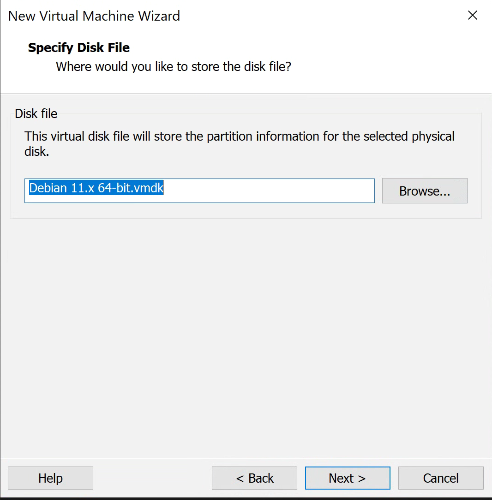 New Virtual Machine Wizard
Specify Disk File
Where would you like to store the disk file?
Disk file
This virtual disk file will store the partition information for the selected physical
disk.
Debian 11.x 64-bit.vmdk
Browse...
Help
< Back
Next >
Cancel